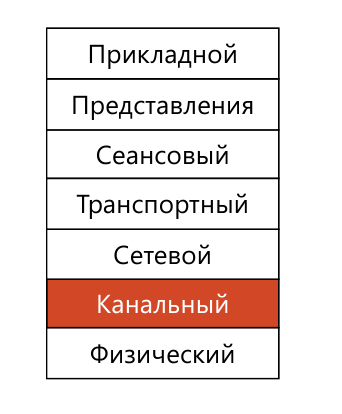 Прикладной
Представления
Сеансовый
Транспортный
Сетевой
Канальный
Физический